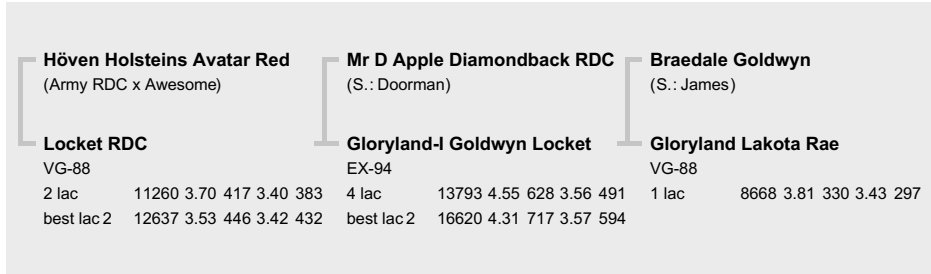 Höven Holsteins Avatar Red
(Army RDC x Awesome)
Locket RDC
VG-88
2 lac 11260 3.70 417 3.40 383
best lac 2 12637 3.53 446 3.42 432
Mr D Apple Diamondback RDC
(S.: Doorman)
Gloryland-I Goldwyn Locket
EX-94
4 lac 13793 4.55 628 3.56 491
best lac 2 16620 4.31 717 3.57 594
Braedale Goldwyn
(S.: James)
Gloryland Lakota Rae
VG-88
1 lac 8668 3.81 330 3.43 297